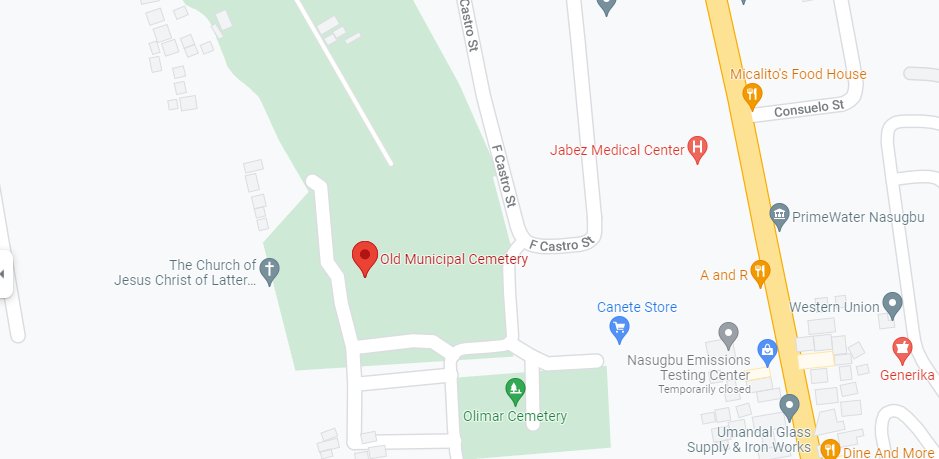 Castro St
Micalito's Food House
Consuelo St
Jabez Medical Center
F Castro St
PrimeWater Nasugbu
F Castro St
Old Municipal Cemetery
The Church of
Jesus Christ of Latter...
A and R
Canete Store
Western Union
Nasugbu Emissions
Testing Center
Temporarily closed
Generika
Olimar Cemetery
Umandal Glass
Supply & Iron Works
Dine And More